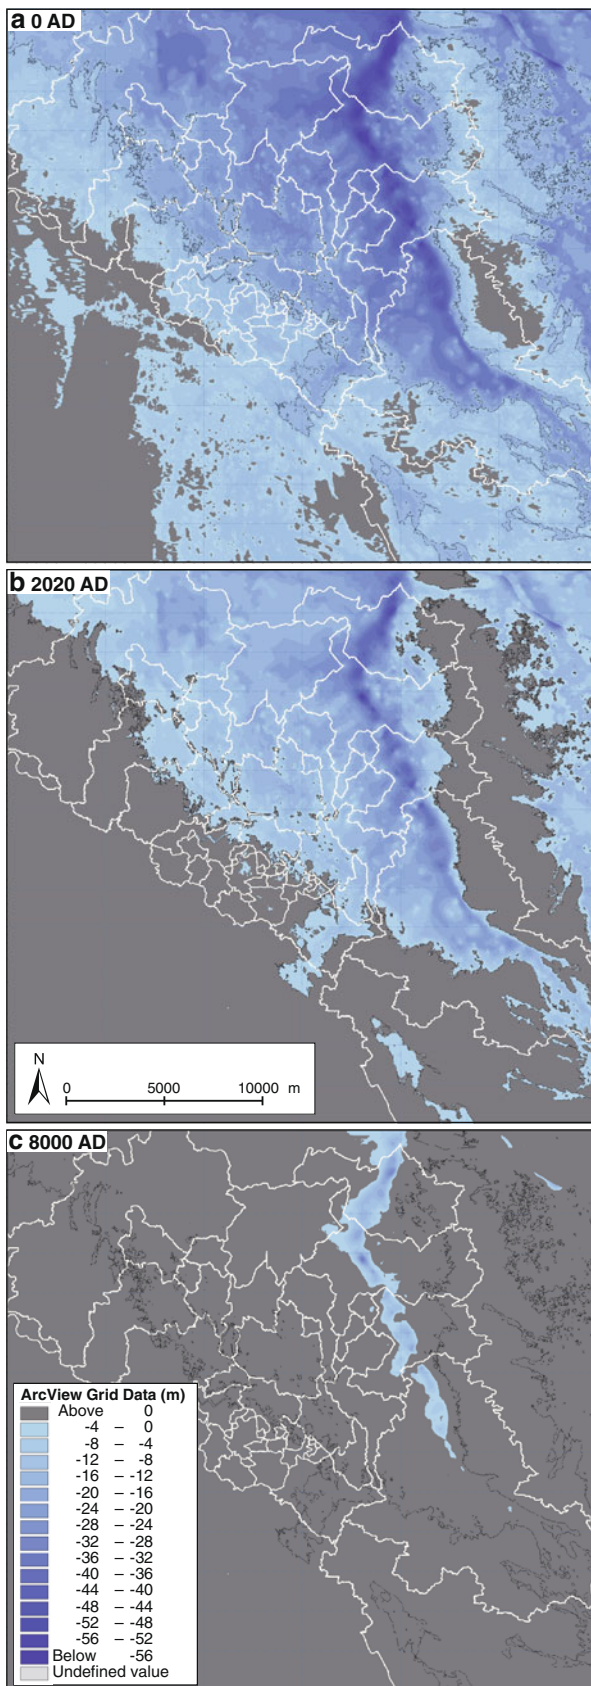 a 0 AD
b 2020 AD
N
0 5000 10000 m
c 8000 AD
ArcView Grid Data (m)
Above 0
-4 – 0
-8 – -4
-12 – -8
-16 – -12
-20 – -16
-24 – -20
-28 – -24
-32 – -28
-36 – -32
-40 – -36
-44 – -40
-48 – -44
-52 – -48
-56 – -52
Below -56
Undefined value